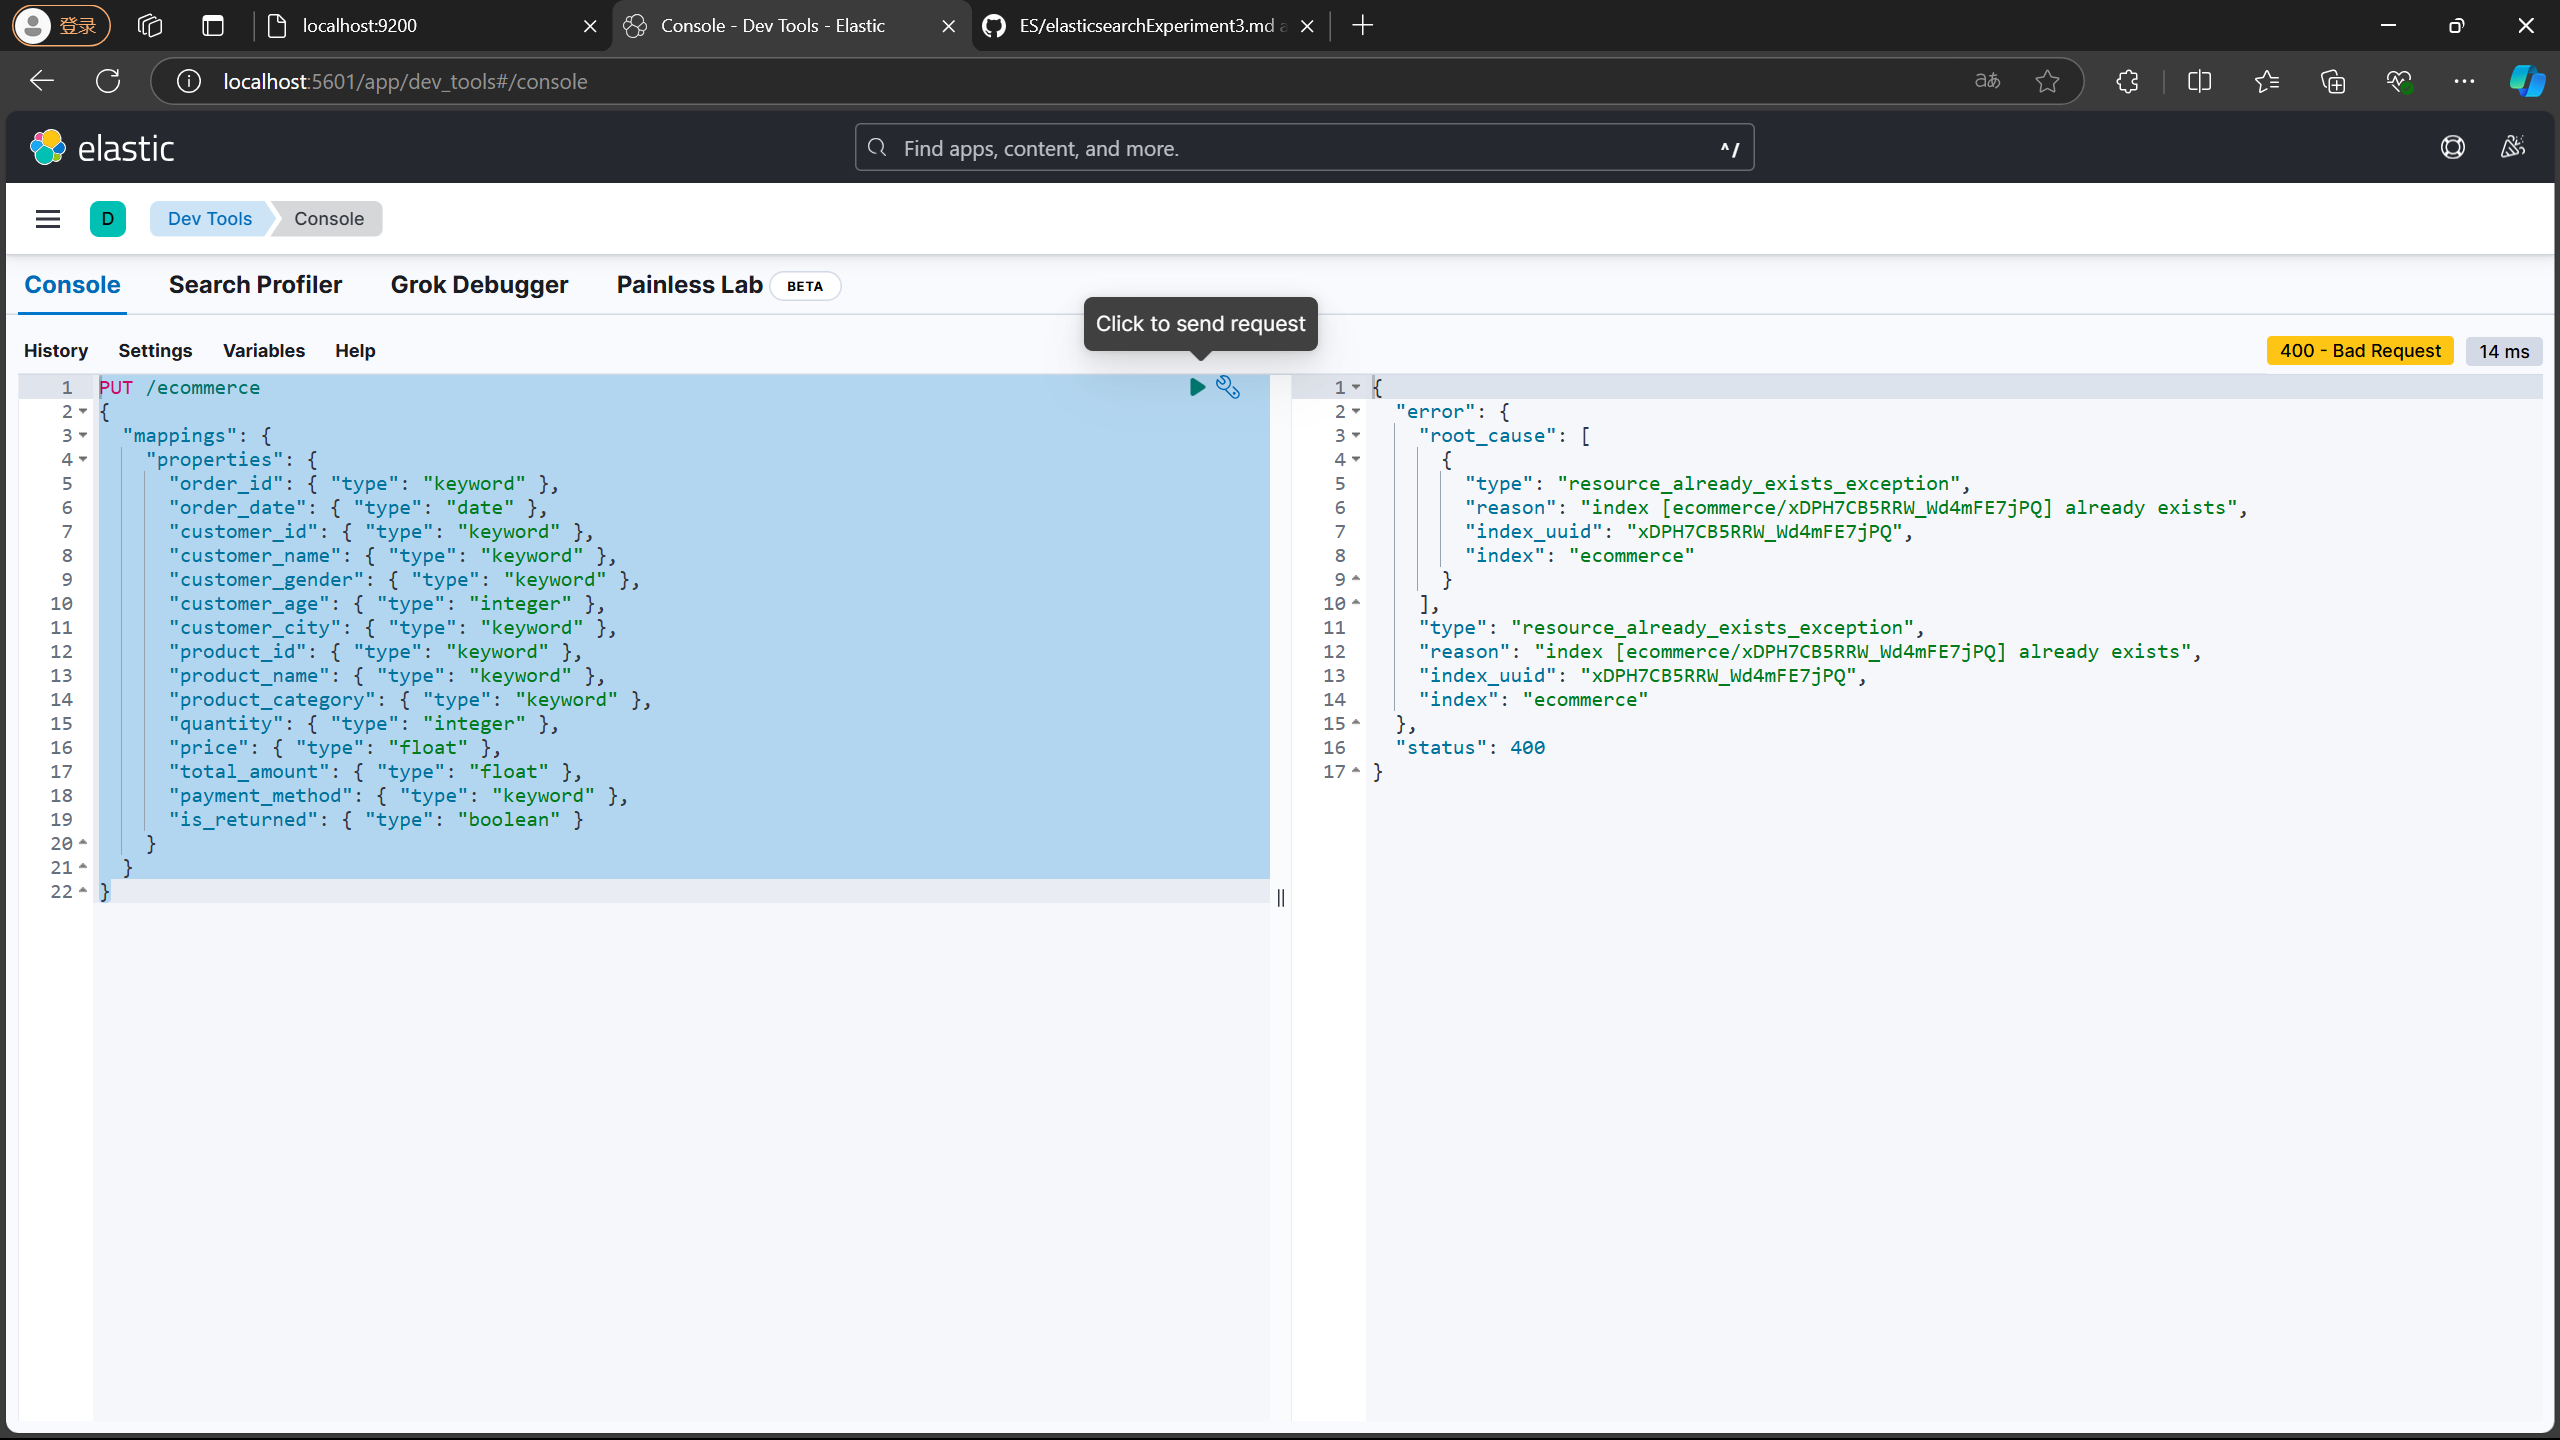 登录
localhost:9200
Console - Dev Tools - Elastic
ES/elasticsearchExperiment3.md a
localhost:5601/app/dev_tools#/console
aあ
elastic
Find apps, content, and more.
^/
D
Dev Tools
Console
Console
Search Profiler
Grok Debugger
Painless Lab
BETA
Click to send request
History
Settings
Variables
Help
400 - Bad Request
14 ms
1 PUT /ecommerce
2 {
3 "mappings": {
4 "properties": {
5 "order_id": { "type": "keyword" },
6 "order_date": { "type": "date" },
7 "customer_id": { "type": "keyword" },
8 "customer_name": { "type": "keyword" },
9 "customer_gender": { "type": "keyword" },
10 "customer_age": { "type": "integer" },
11 "customer_city": { "type": "keyword" },
12 "product_id": { "type": "keyword" },
13 "product_name": { "type": "keyword" },
14 "product_category": { "type": "keyword" },
15 "quantity": { "type": "integer" },
16 "price": { "type": "float" },
17 "total_amount": { "type": "float" },
18 "payment_method": { "type": "keyword" },
19 "is_returned": { "type": "boolean" }
20 }
21 }
22 }
1 {
2 "error": {
3 "root_cause": [
4 {
5 "type": "resource_already_exists_exception",
6 "reason": "index [ecommerce/xDPH7CB5RRW_Wd4mFE7jPQ] already exists",
7 "index_uuid": "xDPH7CB5RRW_Wd4mFE7jPQ",
8 "index": "ecommerce"
9 }
10 ],
11 "type": "resource_already_exists_exception",
12 "reason": "index [ecommerce/xDPH7CB5RRW_Wd4mFE7jPQ] already exists",
13 "index_uuid": "xDPH7CB5RRW_Wd4mFE7jPQ",
14 "index": "ecommerce"
15 },
16 "status": 400
17 }